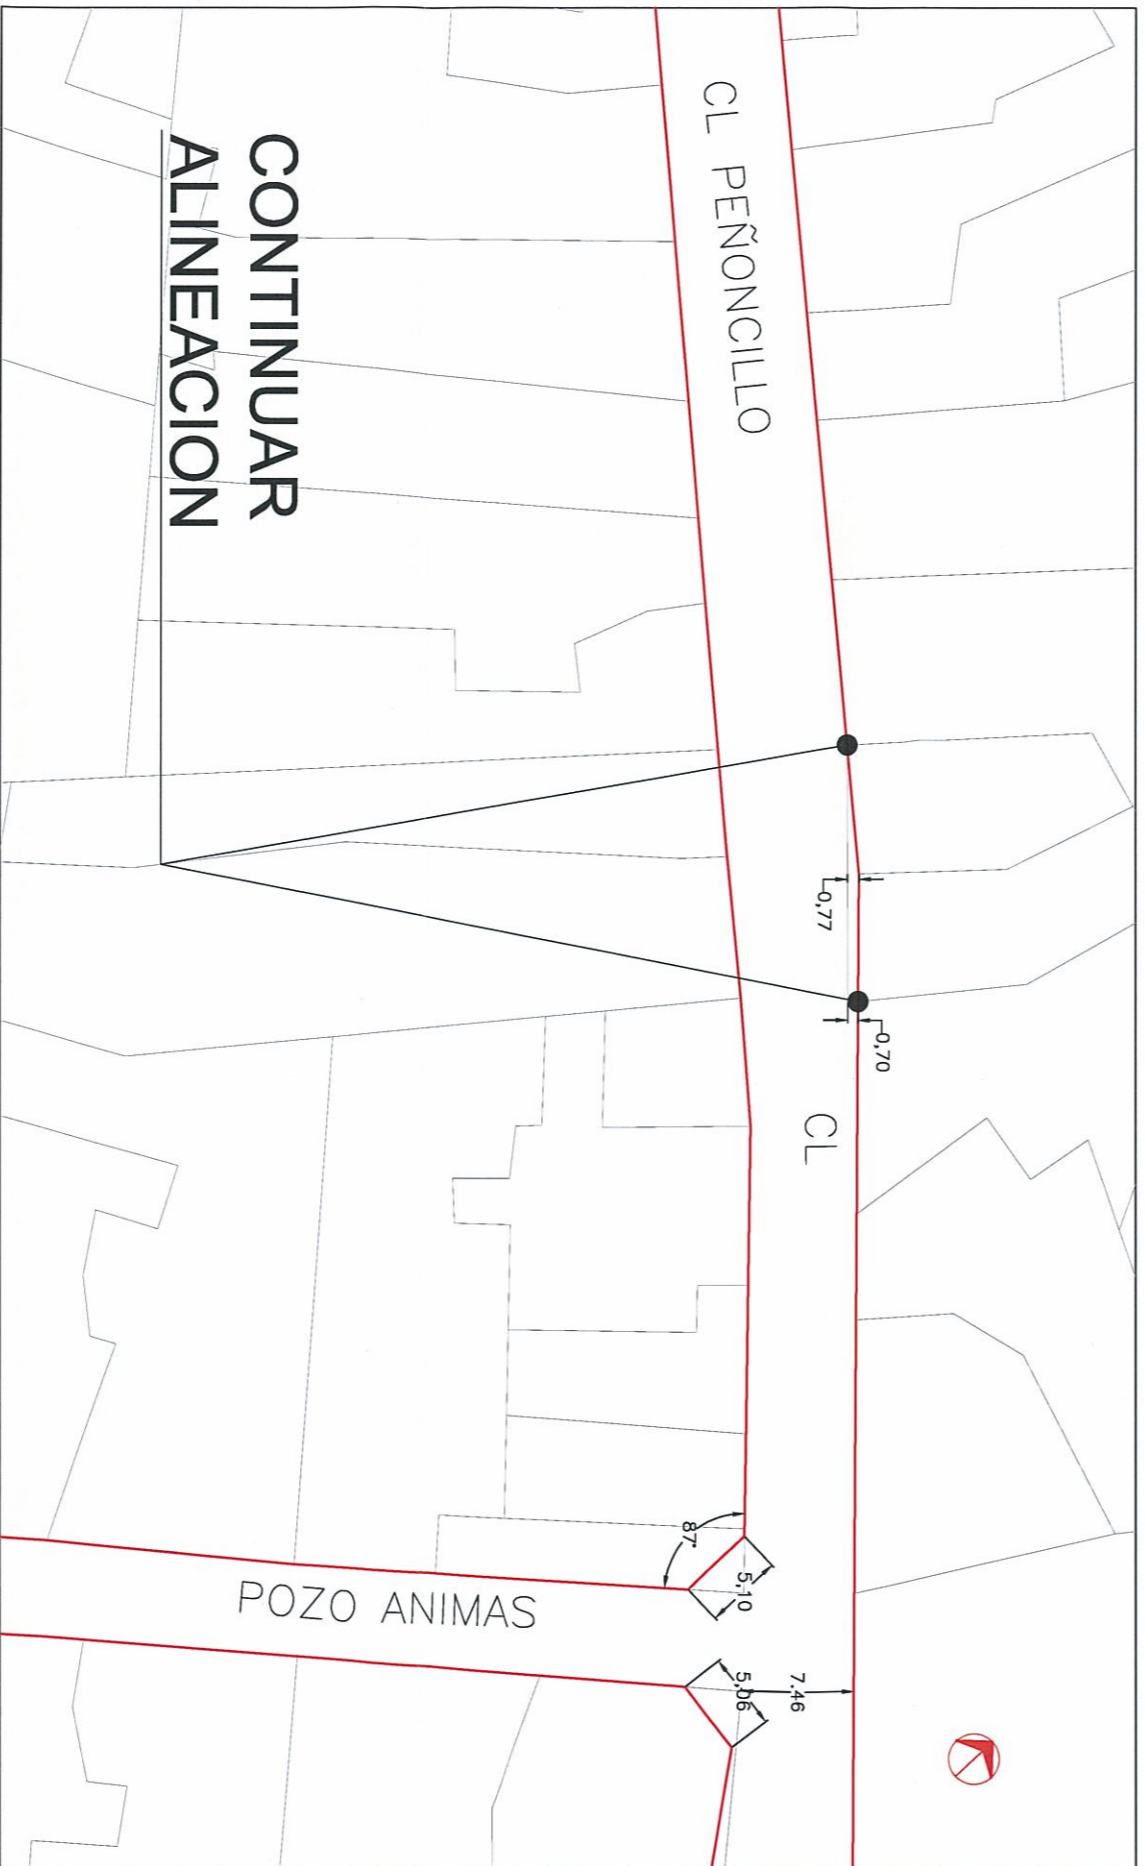 CL PEÑONCILLO
CONTINUAR
ALINEACION
0,77
0,70
CL
87°
5,10
POZO ANIMAS
5,06
7.46